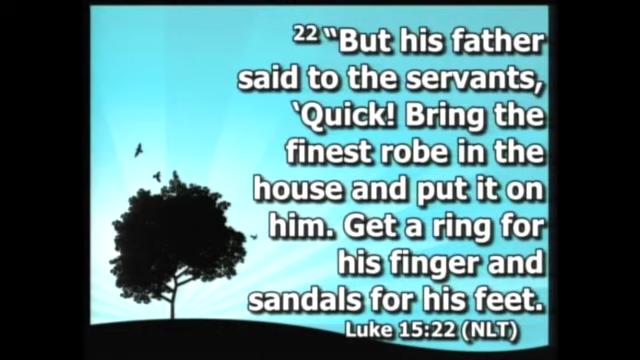 22 "But his father
said to the servants,
‘Quick! Bring the
finest robe in the
house and put it on
him. Get a ring for
his finger and
sandals for his feet.
Luke 15:22 (NLT)